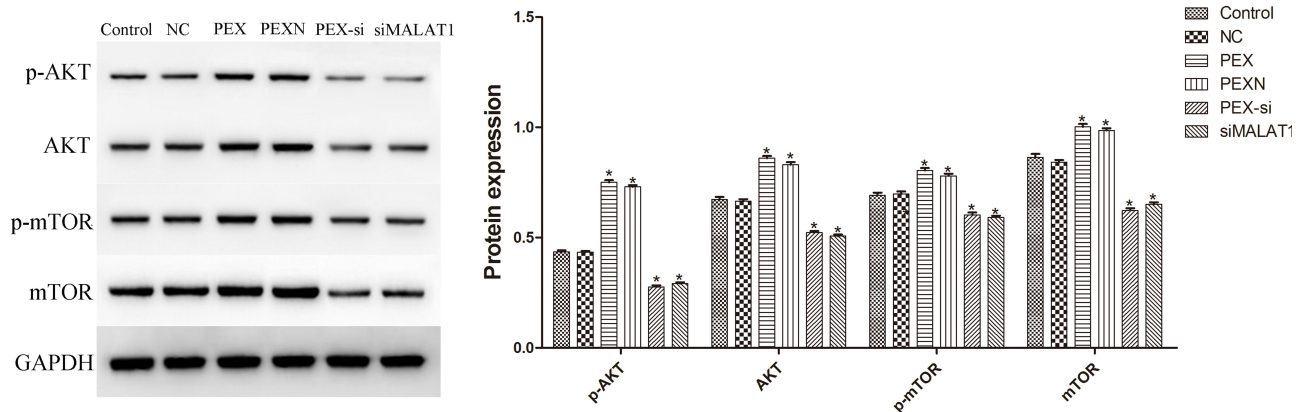 Control NC PEX PEXN PEX-si siMALAT1
p-AKT
AKT
p-mTOR
mTOR
GAPDH
Protein expression
1.5
1.0
0.5
0.0
* * * *
* * * *
* * * *
* * * *
p-AKT AKT p-mTOR mTOR
Control
NC
PEX
PEXN
PEX-si
siMALAT1